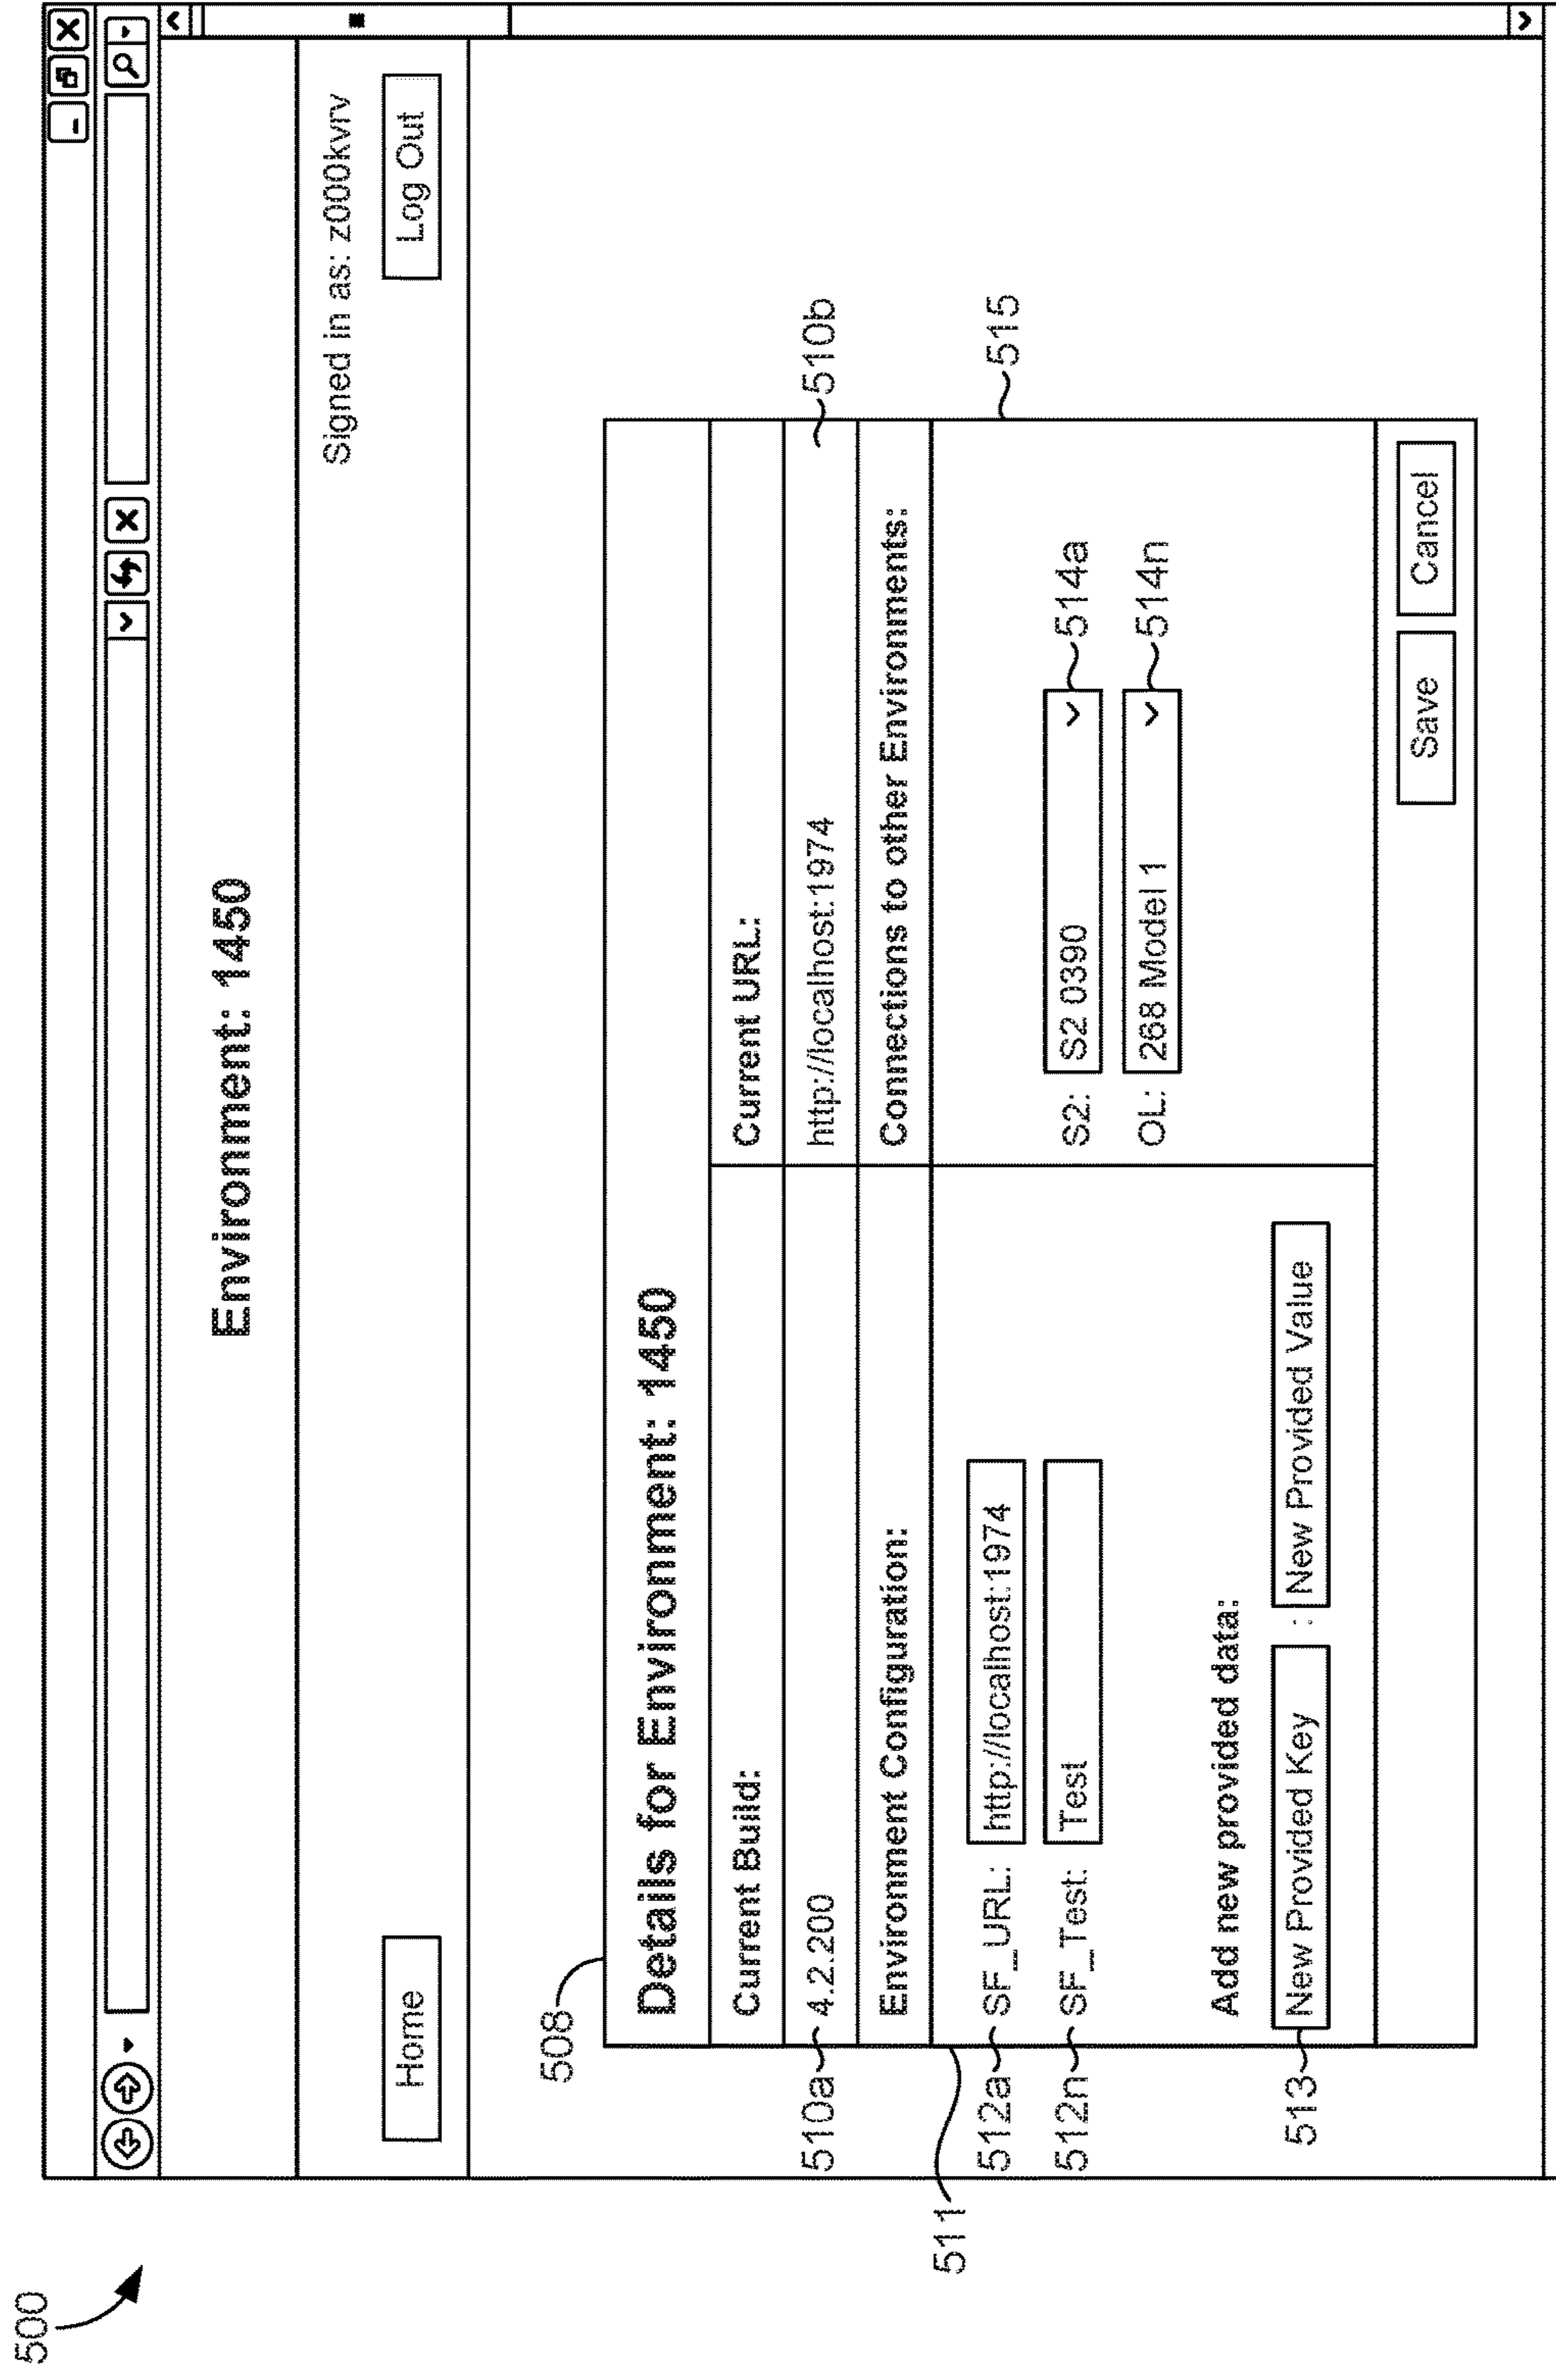 500
Environment: 1450
Signed in as: z000kvrv
Home
Log Out
508
Details for Environment: 1450
Current Build:
Current URL:
510a
4.2.200
http://localhost:1974
510b
Environment Configuration:
Connections to other Environments:
511
515
512a
SF_URL:
http://localhost:1974
512n
SF_Test:
Test
S2:
S2 0390
514a
OL:
268 Model 1
514n
Add new provided data:
513
New Provided Key
:
New Provided Value
Save
Cancel